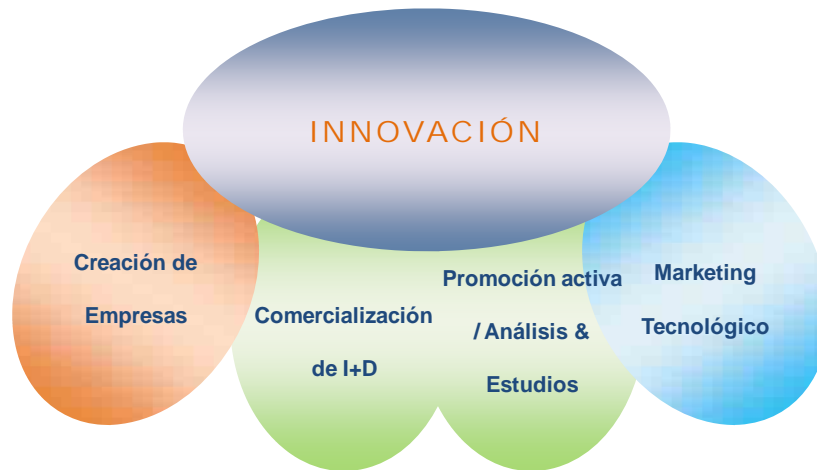 INNOVACIÓN
Creación de
Empresas
Comercialización
de I+D
Promoción activa
/ Análisis &
Estudios
Marketing
Tecnológico